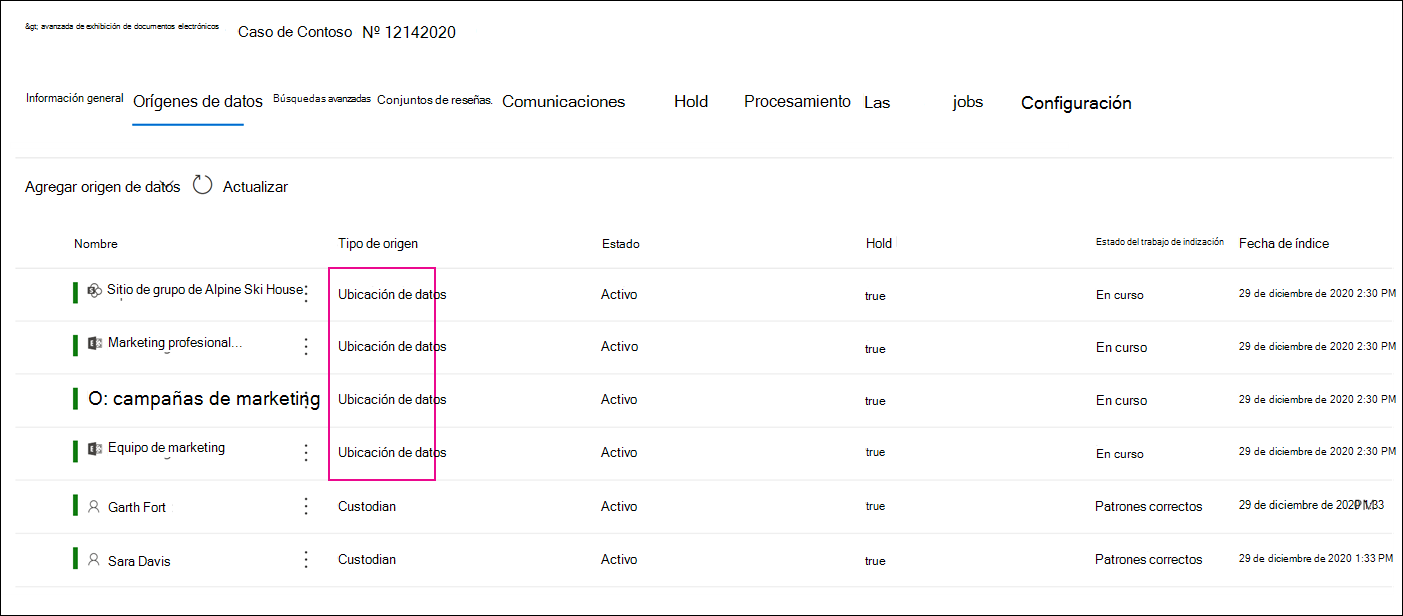 &gt; avanzada de exhibición de documentos electrónicos Caso de Contoso Nº 12142020
Información general Orígenes de datos Búsquedas avanzadas Conjuntos de reseñas. Comunicaciones Hold Procesamiento Las jobs Configuración
Agregar origen de datos Actualizar
Nombre Tipo de origen Estado Hold Estado del trabajo de indización Fecha de índice
Sitio de grupo de Alpine Ski House Ubicación de datos Activo true En curso 29 de diciembre de 2020 2:30 PM
Marketing profesional... Ubicación de datos Activo true En curso 29 de diciembre de 2020 2:30 PM
O: campañas de marketing Ubicación de datos Activo true En curso 29 de diciembre de 2020 2:30 PM
Equipo de marketing Ubicación de datos Activo true En curso 29 de diciembre de 2020 2:30 PM
Garth Fort Custodian Activo true Patrones correctos 29 de diciembre de 2020 1:33 PM
Sara Davis Custodian Activo true Patrones correctos 29 de diciembre de 2020 1:33 PM